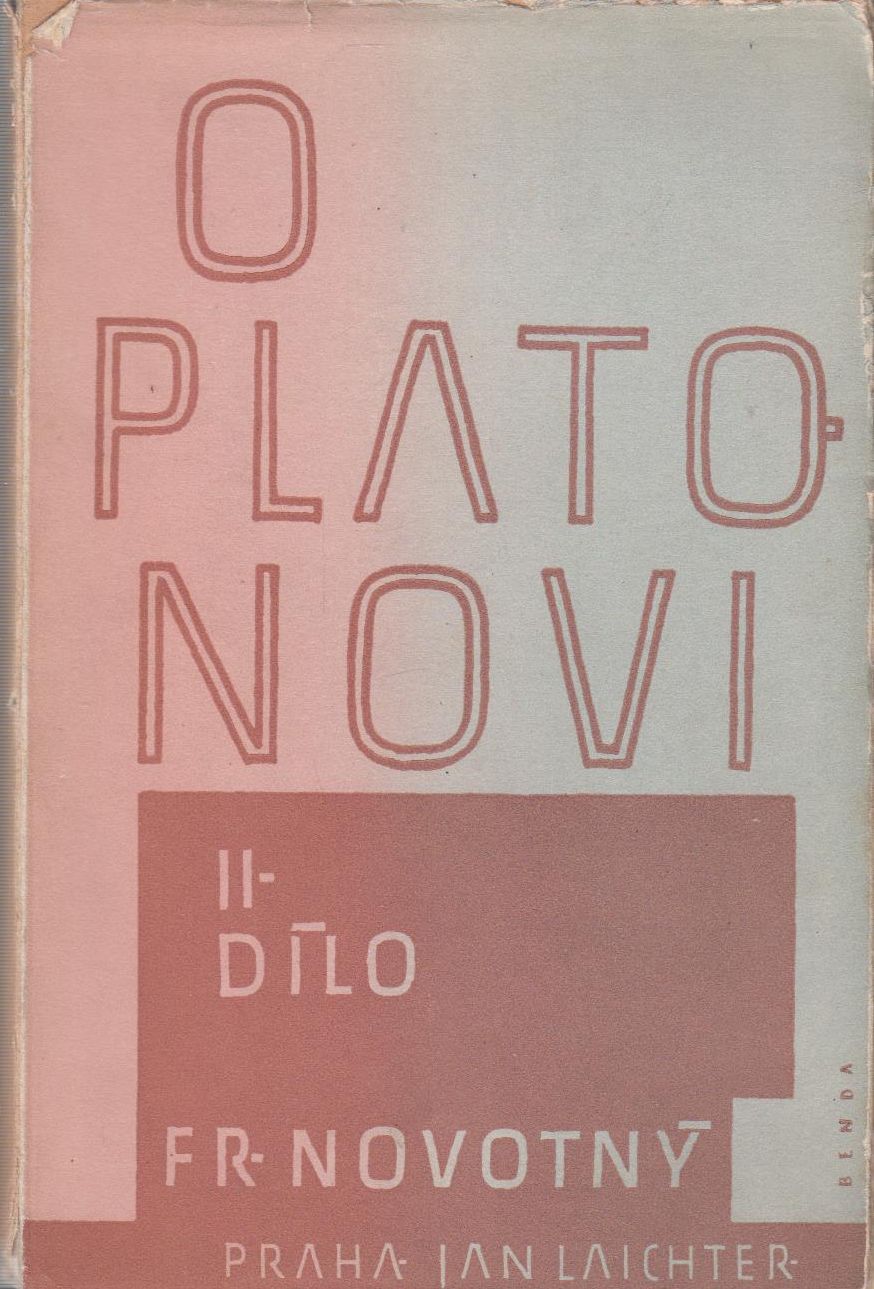 O
PLATO-
NOVI
II-
DÍLO
FR-NOVOTNÝ
PRAHA-JAN LAICHTER-
BENDA